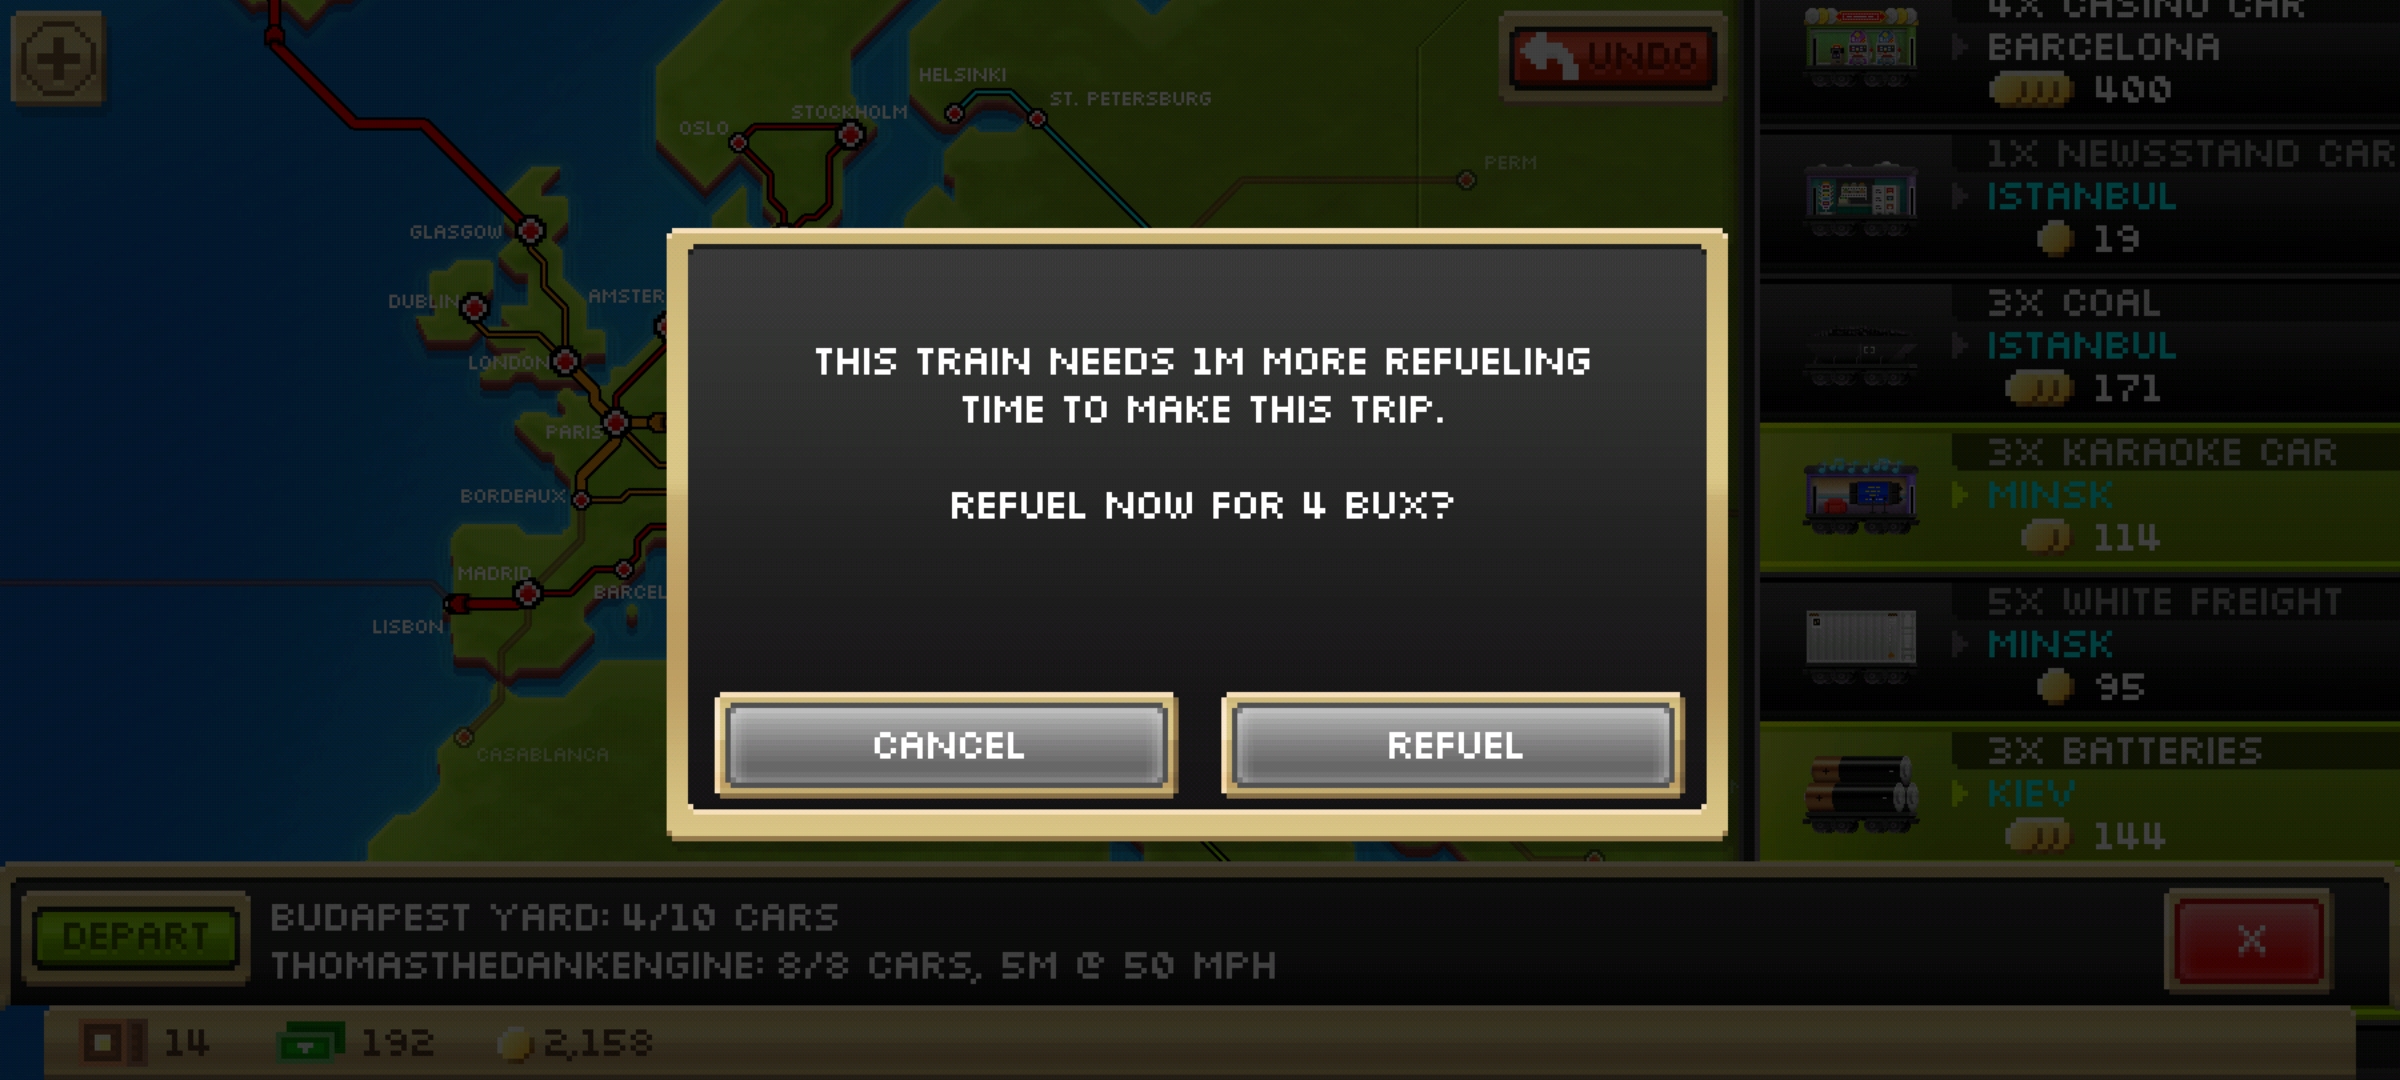 UNDO
HELSINKI
ST. PETERSBURG
STOCKHOLM
OSLO
PERM
GLASGOW
DUBLIN
AMSTER
LONDON
PARIS
BORDEAUX
MADRID
BARCEL
LISBON
CASABLANCA
THIS TRAIN NEEDS 1M MORE REFUELING
TIME TO MAKE THIS TRIP.
REFUEL NOW FOR 4 BUX?
CANCEL
REFUEL
4X CASINO CAR
BARCELONA
400
1X NEWSSTAND CAR
ISTANBUL
19
3X COAL
ISTANBUL
171
3X KARAOKE CAR
MINSK
114
5X WHITE FREIGHT
MINSK
95
3X BATTERIES
KIEV
144
DEPART
BUDAPEST YARD: 4/10 CARS
THOMASTHEDANKENGINE: 8/8 CARS, 5M @ 50 MPH
X
14
192
2,158